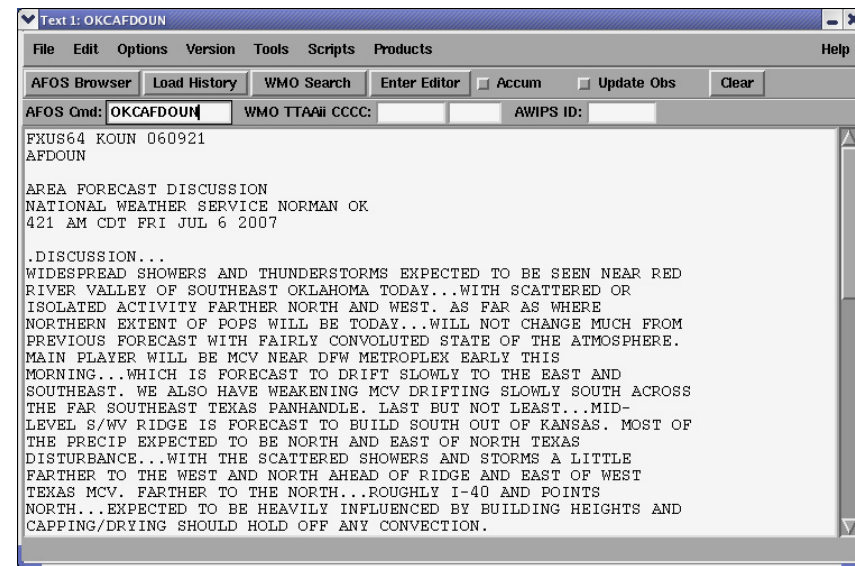 Text 1: OKCAFDOUN
File Edit Options Version Tools Scripts Products Help
AFOS Browser Load History WMO Search Enter Editor Accum Update Obs Clear
AFOS Cmd: OKCAFDOUN WMO TTAAii CCCC: AWIPS ID:
FXUS64 KOUN 060921
AFDOUN
AREA FORECAST DISCUSSION
NATIONAL WEATHER SERVICE NORMAN OK
421 AM CDT FRI JUL 6 2007
.DISCUSSION...
WIDESPREAD SHOWERS AND THUNDERSTORMS EXPECTED TO BE SEEN NEAR RED
RIVER VALLEY OF SOUTHEAST OKLAHOMA TODAY...WITH SCATTERED OR
ISOLATED ACTIVITY FARTHER NORTH AND WEST. AS FAR AS WHERE
NORTHERN EXTENT OF POPS WILL BE TODAY...WILL NOT CHANGE MUCH FROM
PREVIOUS FORECAST WITH FAIRLY CONVOLUTED STATE OF THE ATMOSPHERE.
MAIN PLAYER WILL BE MCV NEAR DFW METROPLEX EARLY THIS
MORNING...WHICH IS FORECAST TO DRIFT SLOWLY TO THE EAST AND
SOUTHEAST. WE ALSO HAVE WEAKENING MCV DRIFTING SLOWLY SOUTH ACROSS
THE FAR SOUTHEAST TEXAS PANHANDLE. LAST BUT NOT LEAST...MID-
LEVEL S/WV RIDGE IS FORECAST TO BUILD SOUTH OUT OF KANSAS. MOST OF
THE PRECIP EXPECTED TO BE NORTH AND EAST OF NORTH TEXAS
DISTURBANCE...WITH THE SCATTERED SHOWERS AND STORMS A LITTLE
FARTHER TO THE WEST AND NORTH AHEAD OF RIDGE AND EAST OF WEST
TEXAS MCV. FARTHER TO THE NORTH...ROUGHLY I-40 AND POINTS
NORTH...EXPECTED TO BE HEAVILY INFLUENCED BY BUILDING HEIGHTS AND
CAPPING/DRYING SHOULD HOLD OFF ANY CONVECTION.